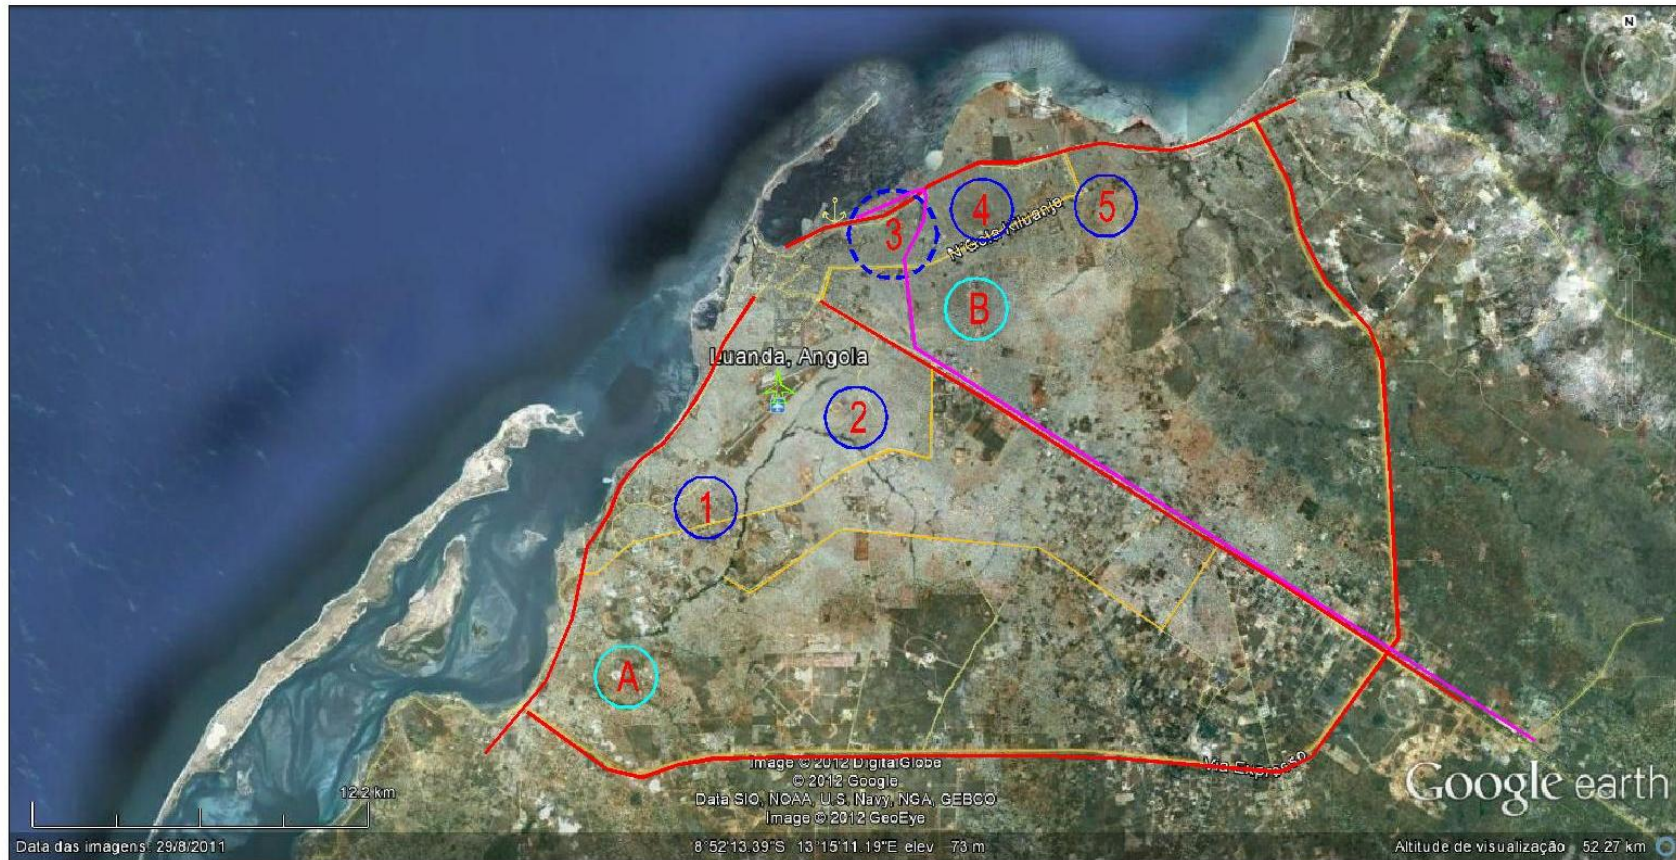 N
4
5
3
N'Gola Kiluanje
B
Luanda, Angola
2
1
A
Via Expresso
Image © 2012 DigitalGlobe
© 2012 Google
Data SIO, NOAA, U.S. Navy, NGA, GEBCO
Image © 2012 GeoEye
Google earth
12.2 km
Data das imagens: 29/8/2011
8°52'13.39"S 13°15'11.19"E elev 73 m
Altitude de visualização 52.27 km